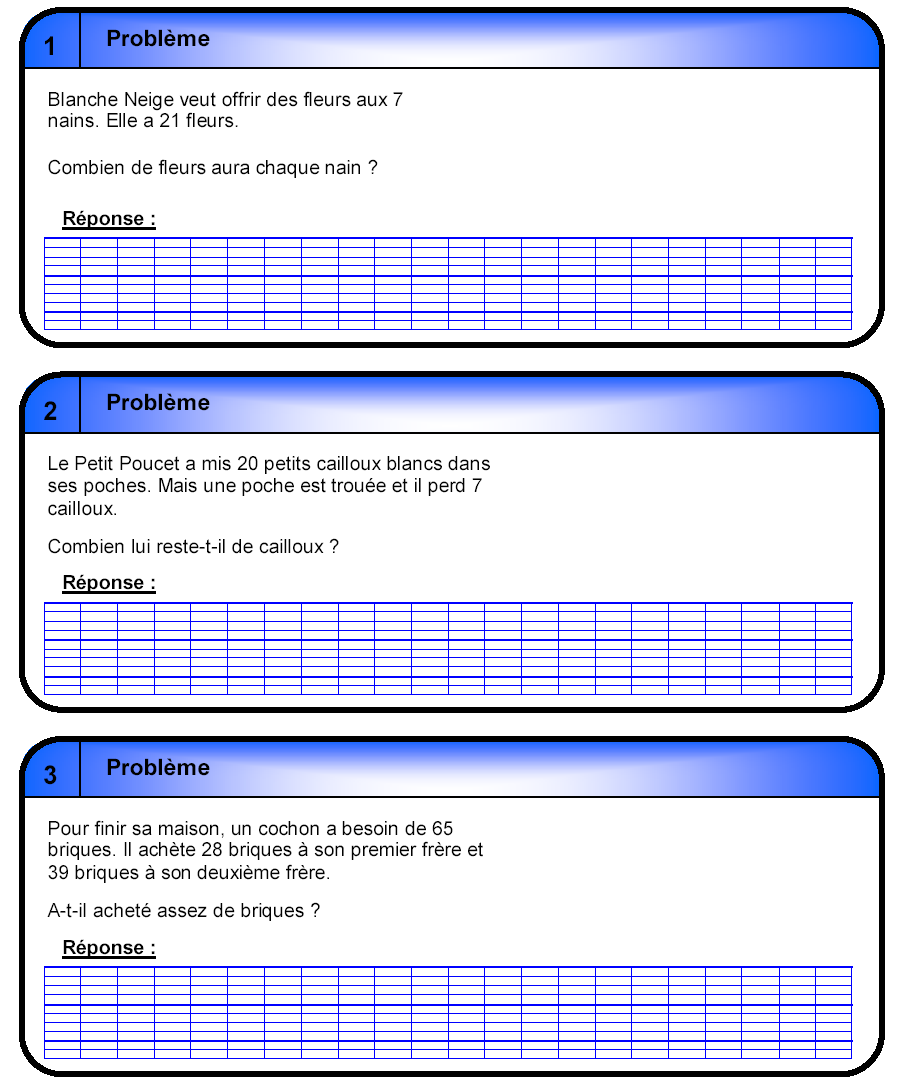 1
Problème
Blanche Neige veut offrir des fleurs aux 7
nains. Elle a 21 fleurs.
Combien de fleurs aura chaque nain ?
Réponse :
2
Problème
Le Petit Poucet a mis 20 petits cailloux blancs dans
ses poches. Mais une poche est trouée et il perd 7
cailloux.
Combien lui reste-t-il de cailloux ?
Réponse :
3
Problème
Pour finir sa maison, un cochon a besoin de 65
briques. Il achète 28 briques à son premier frère et
39 briques à son deuxième frère.
A-t-il acheté assez de briques ?
Réponse :